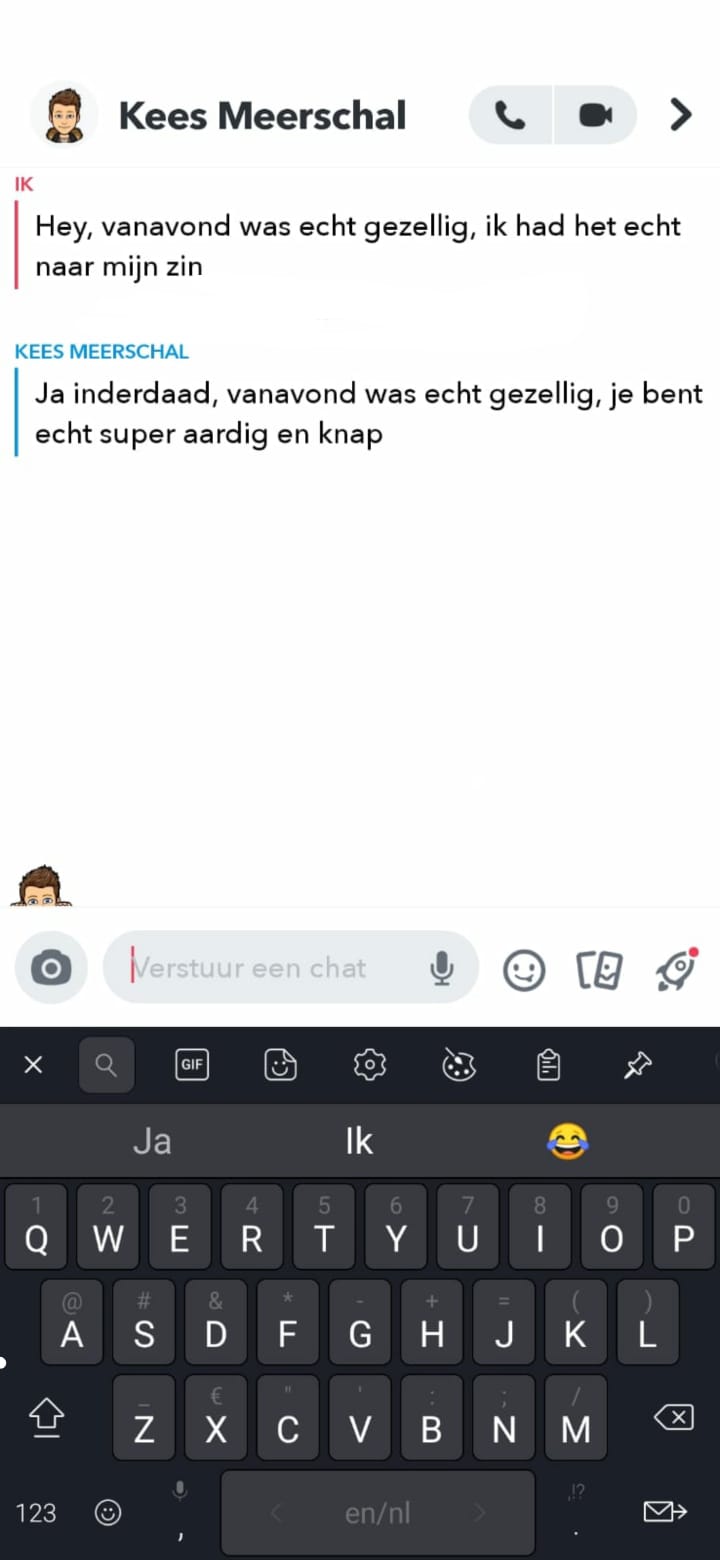 Kees Meerschal
IK
Hey, vanavond was echt gezellig, ik had het echt
naar mijn zin
KEES MEERSCHAL
Ja inderdaad, vanavond was echt gezellig, je bent
echt super aardig en knap
Verstuur een chat
GIF
Ja Ik 😂
1 2 3 4 5 6 7 8 9 0
Q W E R T Y U I O P
@ # & * - + = ( )
A S D F G H J K L
_ € " ' : ; /
Z X C V B N M
123 , < en/nl > ,!? .